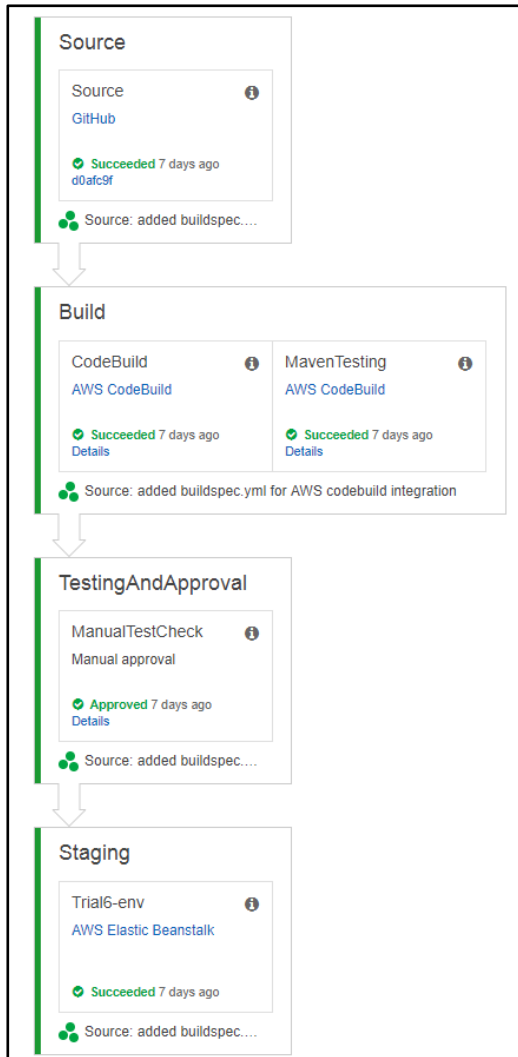 Source
Source
GitHub
Succeeded 7 days ago
d0afc9f
Source: added buildspec....
Build
CodeBuild
AWS CodeBuild
Succeeded 7 days ago
Details
MavenTesting
AWS CodeBuild
Succeeded 7 days ago
Details
Source: added buildspec.yml for AWS codebuild integration
TestingAndApproval
ManualTestCheck
Manual approval
Approved 7 days ago
Details
Source: added buildspec....
Staging
Trial6-env
AWS Elastic Beanstalk
Succeeded 7 days ago
Source: added buildspec....